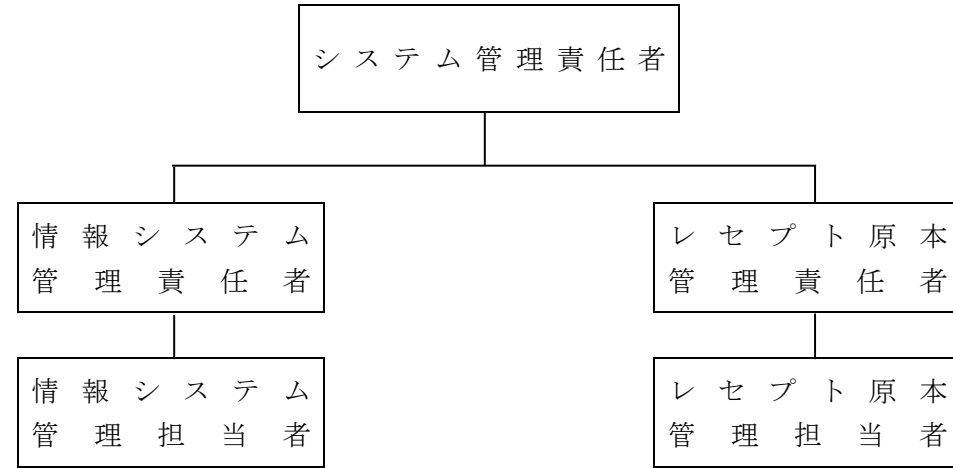 システム管理責任者
情報システム
管理責任者
レセプト原本
管理責任者
情報システム
管理担当者
レセプト原本
管理担当者